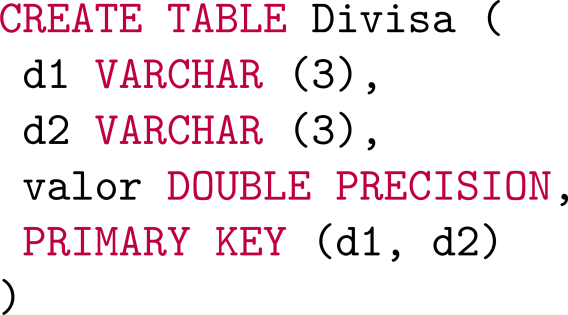 CREATE TABLE Divisa (
d1 VARCHAR (3),
d2 VARCHAR (3),
valor DOUBLE PRECISION,
PRIMARY KEY (d1, d2)
)